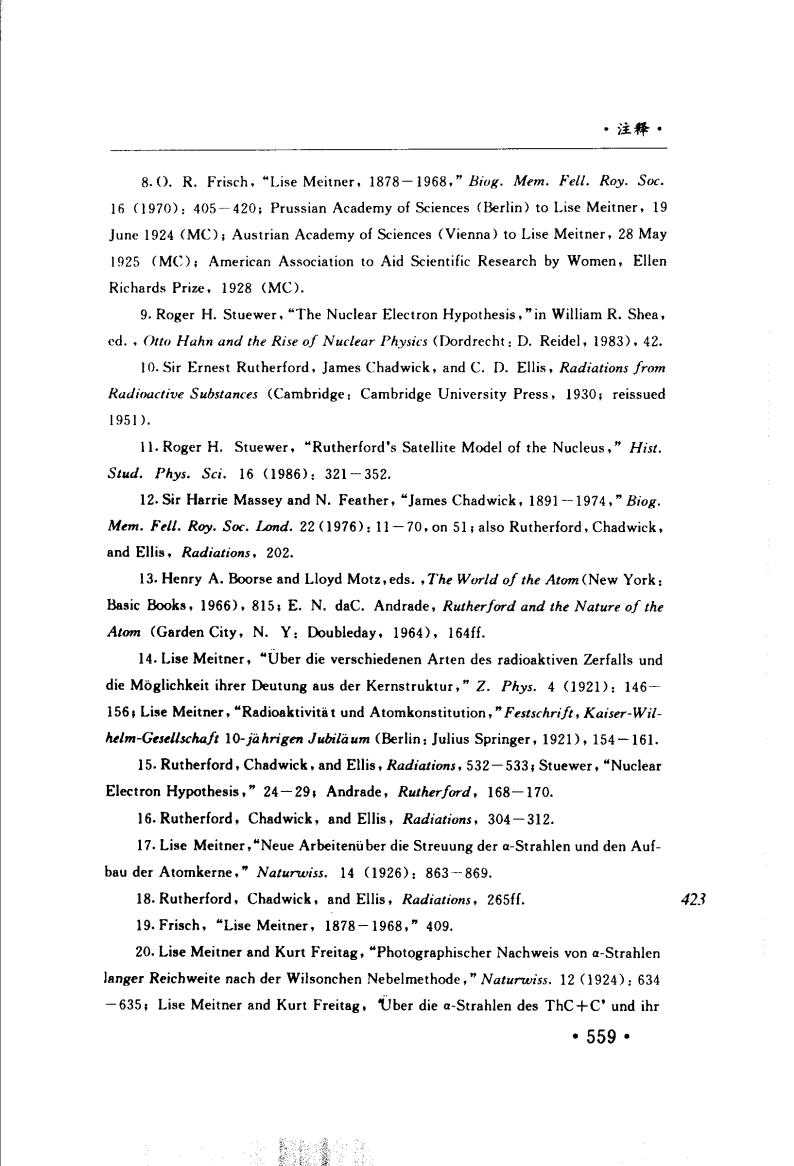 ·注释·
8. O. R. Frisch, “Lise Meitner, 1878－1968,” Biog. Mem. Fell. Roy. Soc.
16 (1970): 405－420; Prussian Academy of Sciences (Berlin) to Lise Meitner, 19
June 1924 (MC); Austrian Academy of Sciences (Vienna) to Lise Meitner, 28 May
1925 (MC); American Association to Aid Scientific Research by Women, Ellen
Richards Prize, 1928 (MC).
9. Roger H. Stuewer, “The Nuclear Electron Hypothesis,” in William R. Shea,
ed. , Otto Hahn and the Rise of Nuclear Physics (Dordrecht: D. Reidel, 1983), 42.
10. Sir Ernest Rutherford, James Chadwick, and C. D. Ellis, Radiations from
Radioactive Substances (Cambridge: Cambridge University Press, 1930; reissued
1951).
11. Roger H. Stuewer, “Rutherford's Satellite Model of the Nucleus,” Hist.
Stud. Phys. Sci. 16 (1986): 321－352.
12. Sir Harrie Massey and N. Feather, “James Chadwick, 1891－1974,” Biog.
Mem. Fell. Roy. Soc. Lond. 22 (1976): 11－70, on 51; also Rutherford, Chadwick,
and Ellis, Radiations, 202.
13. Henry A. Boorse and Lloyd Motz, eds. , The World of the Atom (New York:
Basic Books, 1966), 815; E. N. daC. Andrade, Rutherford and the Nature of the
Atom (Garden City, N. Y: Doubleday, 1964), 164ff.
14. Lise Meitner, “Über die verschiedenen Arten des radioaktiven Zerfalls und
die Möglichkeit ihrer Deutung aus der Kernstruktur,” Z. Phys. 4 (1921): 146－
156; Lise Meitner, “Radioaktivität und Atomkonstitution,” Festschrift, Kaiser-Wil-
helm-Gesellschaft 10-jährigen Jubiläum (Berlin: Julius Springer, 1921), 154－161.
15. Rutherford, Chadwick, and Ellis, Radiations, 532－533; Stuewer, “Nuclear
Electron Hypothesis,” 24－29; Andrade, Rutherford, 168－170.
16. Rutherford, Chadwick, and Ellis, Radiations, 304－312.
17. Lise Meitner, “Neue Arbeitenüber die Streuung der α-Strahlen und den Auf-
bau der Atomkerne,” Naturwiss. 14 (1926): 863－869.
18. Rutherford, Chadwick, and Ellis, Radiations, 265ff. 423
19. Frisch, “Lise Meitner, 1878－1968,” 409.
20. Lise Meitner and Kurt Freitag, “Photographischer Nachweis von α-Strahlen
langer Reichweite nach der Wilsonchen Nebelmethode,” Naturwiss. 12 (1924): 634
－635; Lise Meitner and Kurt Freitag, “Über die α-Strahlen des ThC＋C' und ihr
·559·